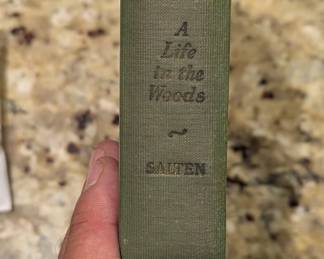 A
Life
in the
Woods
~
SALTEN